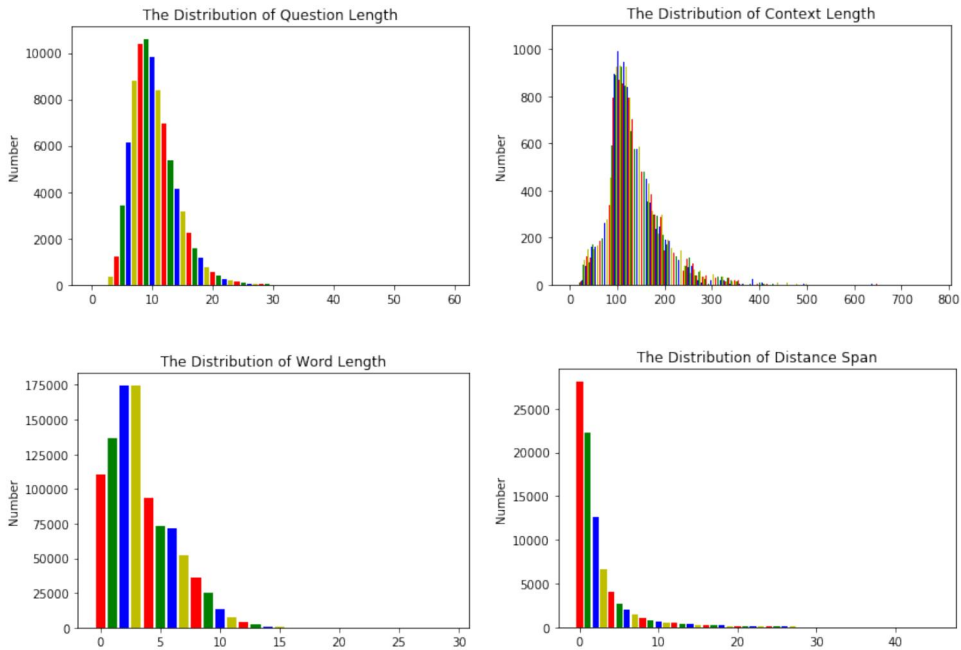 The Distribution of Question Length
Number
10000
8000
6000
4000
2000
0
0 10 20 30 40 50 60
The Distribution of Context Length
Number
1000
800
600
400
200
0
0 100 200 300 400 500 600 700 800
The Distribution of Word Length
Number
175000
150000
125000
100000
75000
50000
25000
0
0 5 10 15 20 25 30
The Distribution of Distance Span
Number
25000
20000
15000
10000
5000
0
0 10 20 30 40